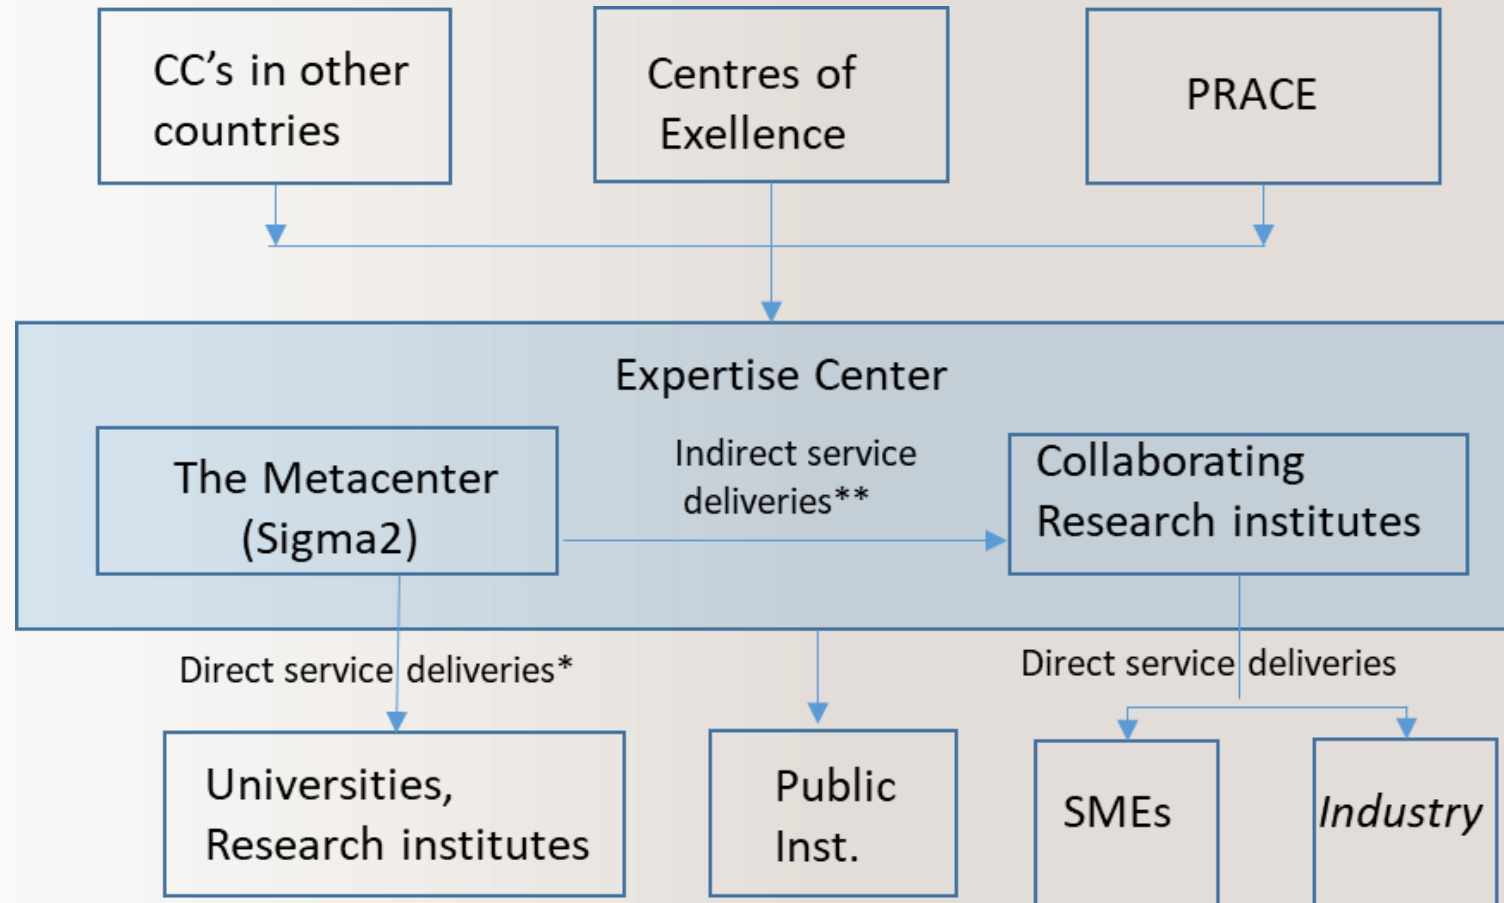 CC’s in other
countries
Centres of
Exellence
PRACE
Expertise Center
The Metacenter
(Sigma2)
Indirect service
deliveries**
Collaborating
Research institutes
Direct service deliveries*
Direct service deliveries
Universities,
Research institutes
Public
Inst.
SMEs
Industry